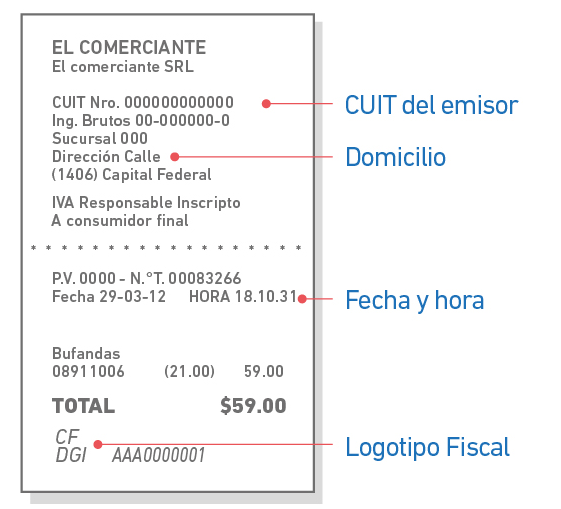 EL COMERCIANTE
El comerciante SRL
CUIT Nro. 000000000000
Ing. Brutos 00-000000-0
Sucursal 000
Dirección Calle
(1406) Capital Federal
IVA Responsable Inscripto
A consumidor final
* * * * * * * * * * * * * * * * * *
P.V. 0000 - N.°T. 00083266
Fecha 29-03-12 HORA 18.10.31
Bufandas
08911006 (21.00) 59.00
TOTAL $59.00
CF
DGI AAA0000001
CUIT del emisor
Domicilio
Fecha y hora
Logotipo Fiscal